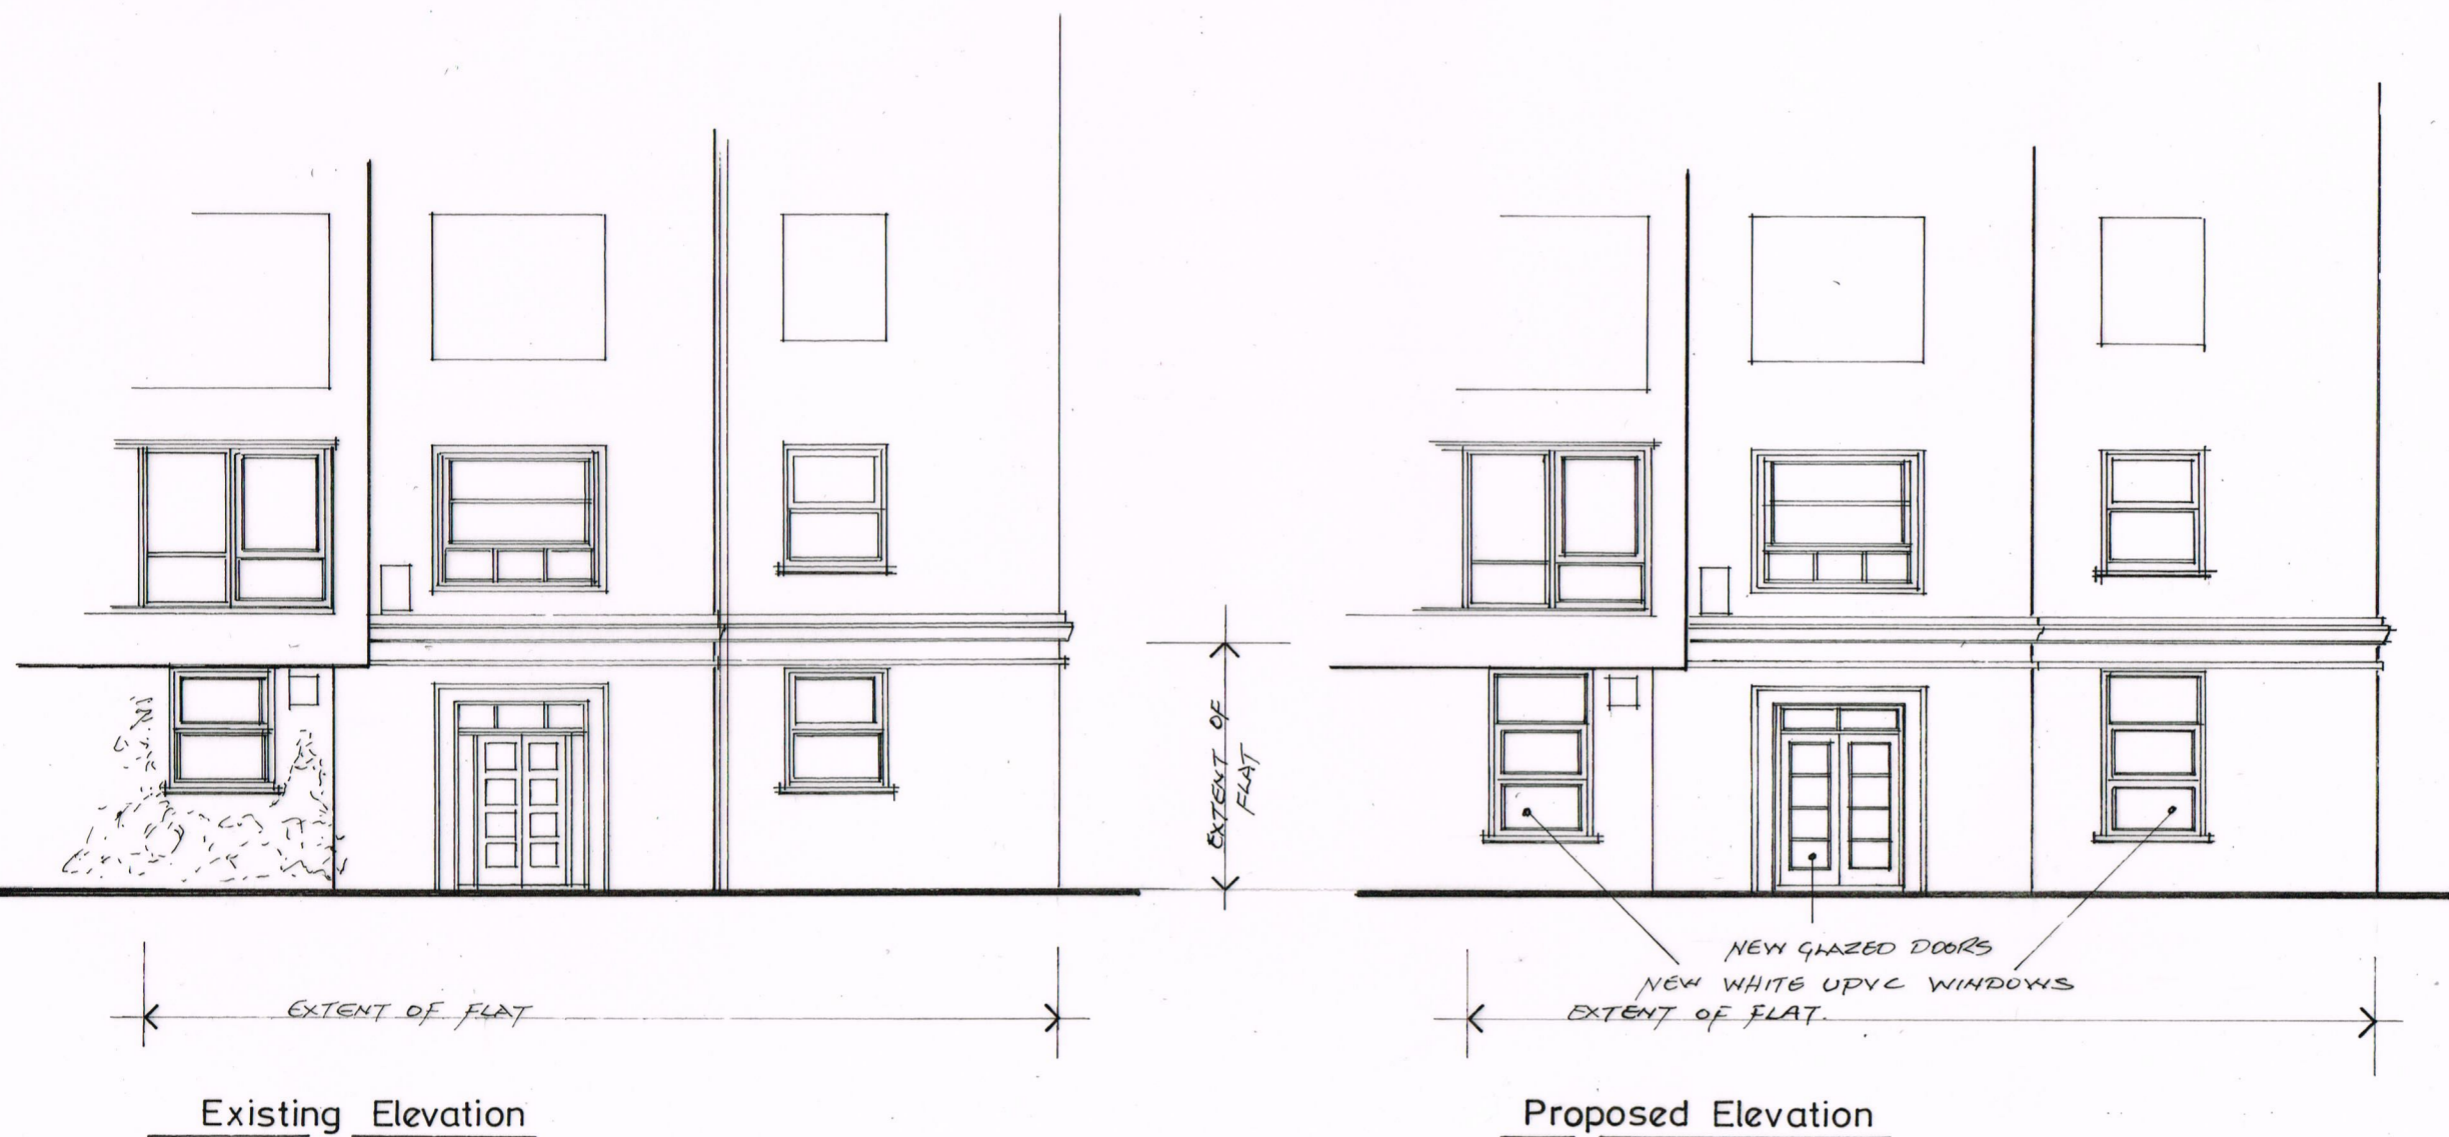 EXTENT OF
FLAT
NEW GLAZED DOORS
NEW WHITE UPVC WINDOWS
EXTENT OF FLAT
EXTENT OF FLAT.
Existing Elevation
Proposed Elevation